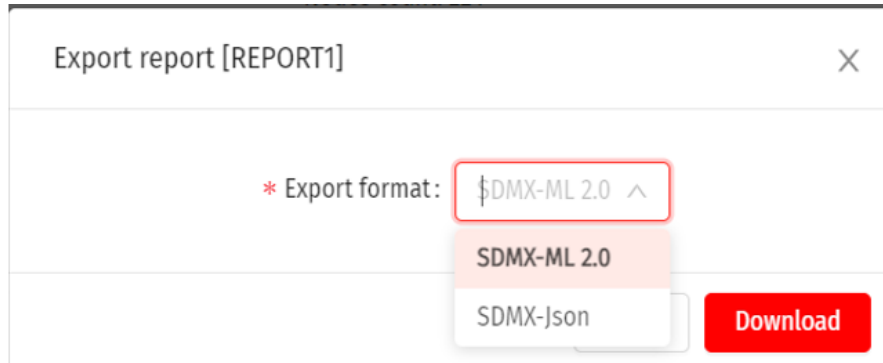 Export report [REPORT1]
* Export format: SDMX-ML 2.0
SDMX-ML 2.0
SDMX-Json
Download